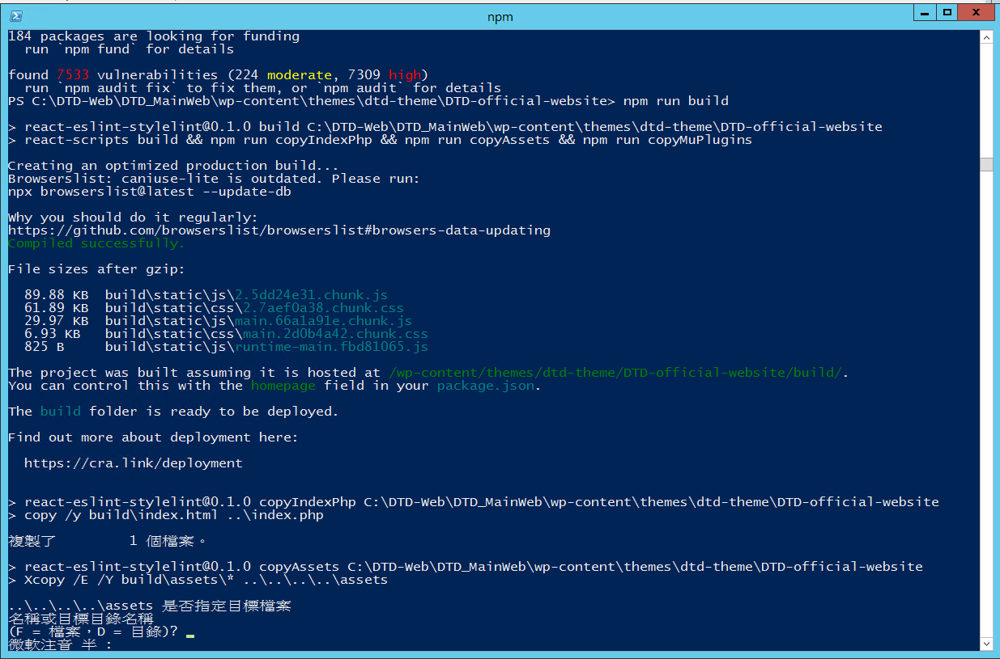 npm
184 packages are looking for funding
run `npm fund` for details
found 7533 vulnerabilities (224 moderate, 7309 high)
run `npm audit fix` to fix them, or `npm audit` for details
PS C:\DTD-Web\DTD_MainWeb\wp-content\themes\dtd-theme\DTD-official-website> npm run build
> react-eslint-stylelint@0.1.0 build C:\DTD-Web\DTD_MainWeb\wp-content\themes\dtd-theme\DTD-official-website
> react-scripts build && npm run copyIndexPhp && npm run copyAssets && npm run copyMuPlugins
Creating an optimized production build...
Browserslist: caniuse-lite is outdated. Please run:
npx browserslist@latest --update-db
Why you should do it regularly:
https://github.com/browserslist/browserslist#browsers-data-updating
Compiled successfully.
File sizes after gzip:
89.88 KB build\static\js\2.5dd24e31.chunk.js
61.89 KB build\static\css\2.7aef0a38.chunk.css
29.97 KB build\static\js\main.66a1a91e.chunk.js
6.93 KB build\static\css\main.2d0b4a42.chunk.css
825 B build\static\js\runtime-main.fbd81065.js
The project was built assuming it is hosted at /wp-content/themes/dtd-theme/DTD-official-website/build/.
You can control this with the homepage field in your package.json.
The build folder is ready to be deployed.
Find out more about deployment here:
https://cra.link/deployment
> react-eslint-stylelint@0.1.0 copyIndexPhp C:\DTD-Web\DTD_MainWeb\wp-content\themes\dtd-theme\DTD-official-website
> copy /y build\index.html ..\index.php
複製了 1 個檔案。
> react-eslint-stylelint@0.1.0 copyAssets C:\DTD-Web\DTD_MainWeb\wp-content\themes\dtd-theme\DTD-official-website
> Xcopy /E /Y build\assets\* ..\..\..\..\assets
..\..\..\..\assets 是否指定目標檔案
名稱或目標目錄名稱
(F = 檔案，D = 目錄)?
微軟注音 半 :